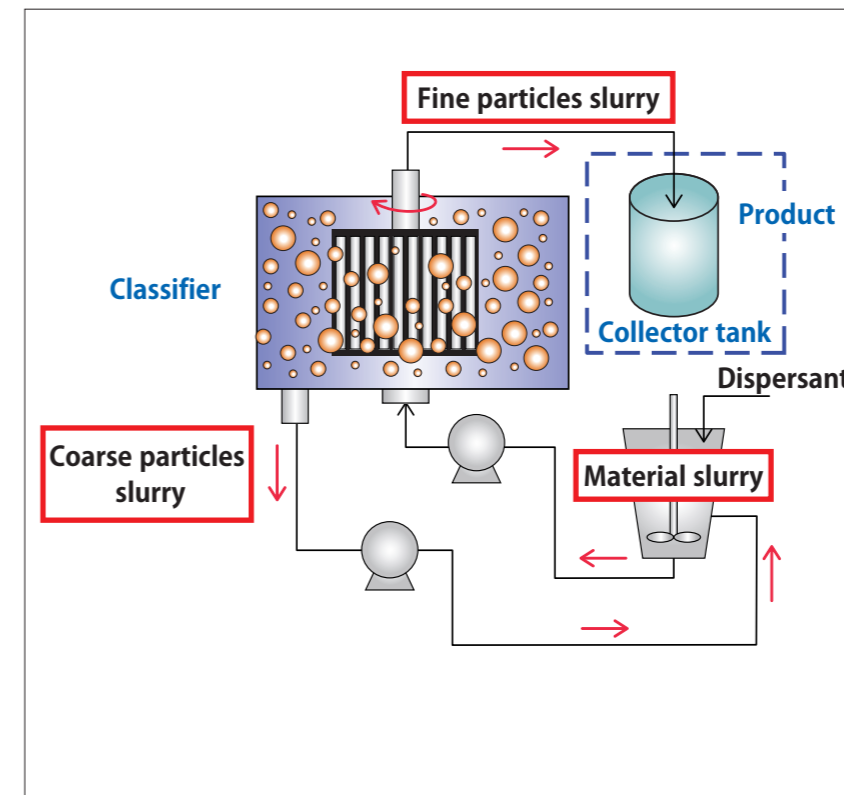 Fine particles slurry
Product
Classifier
Collector tank
Dispersant
Coarse particles
slurry
Material slurry